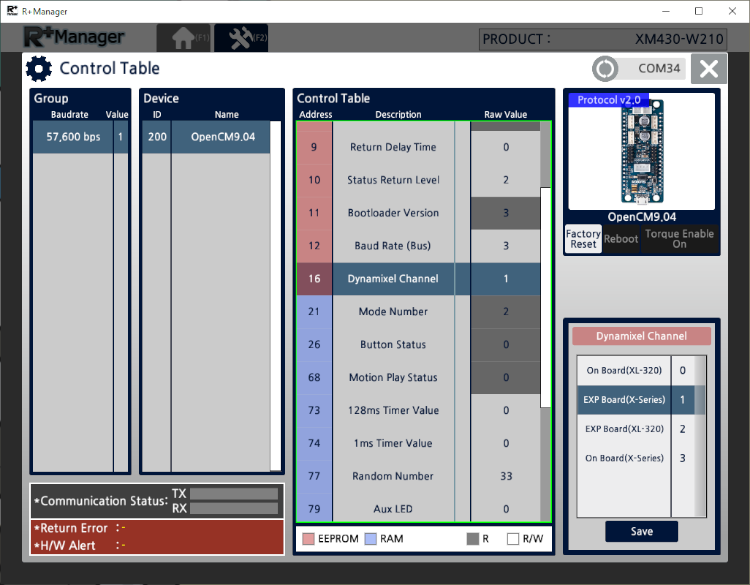 R+Manager
R+Manager
(F1)
(F2)
PRODUCT :
XM430-W210
Control Table
COM34
Group
Baudrate Value
57,600 bps 1
Device
ID Name
200 OpenCM9.04
Control Table
Address Description Raw Value
9 Return Delay Time 0
10 Status Return Level 2
11 Bootloader Version 3
12 Baud Rate (Bus) 3
16 Dynamixel Channel 1
21 Mode Number 2
26 Button Status 0
68 Motion Play Status 0
73 128ms Timer Value 0
74 1ms Timer Value 0
77 Random Number 33
79 Aux LED 0
EEPROM RAM R R/W
Protocol v2.0
OpenCM9.04
Factory
Reset
Reboot
Torque Enable
On
Dynamixel Channel
On Board(XL-320) 0
EXP Board(X-Series) 1
EXP Board(XL-320) 2
On Board(X-Series) 3
Save
*Communication Status: TX
RX
*Return Error : -
*H/W Alert : -